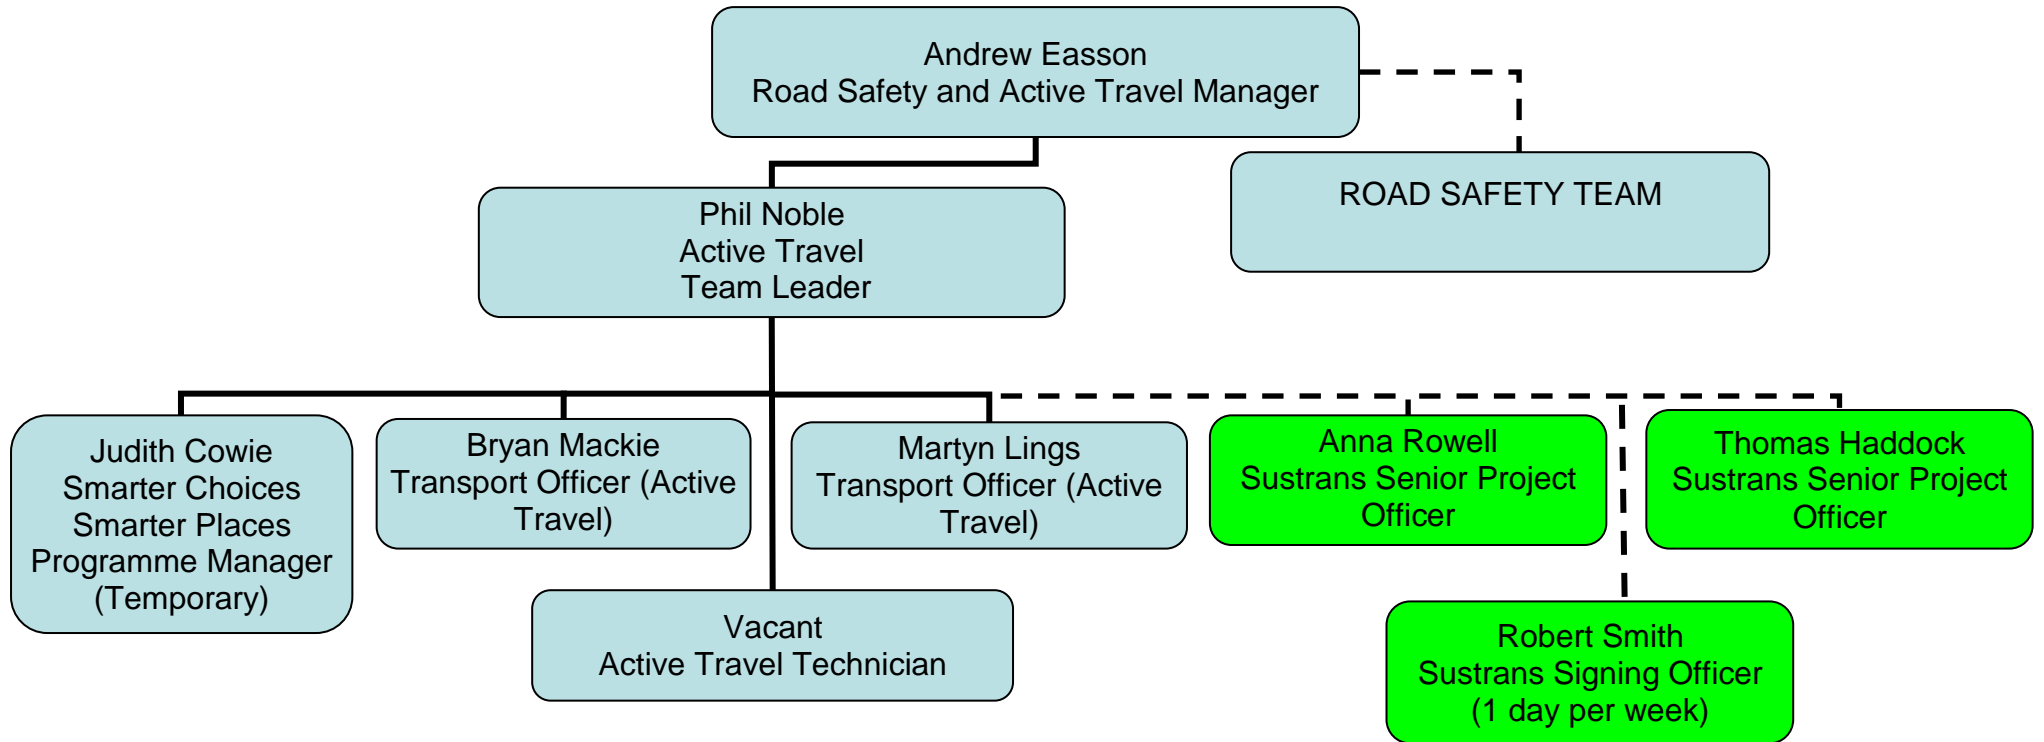 Andrew Easson
Road Safety and Active Travel Manager
ROAD SAFETY TEAM
Phil Noble
Active Travel
Team Leader
Judith Cowie
Smarter Choices
Smarter Places
Programme Manager
(Temporary)
Bryan Mackie
Transport Officer (Active
Travel)
Martyn Lings
Transport Officer (Active
Travel)
Anna Rowell
Sustrans Senior Project
Officer
Thomas Haddock
Sustrans Senior Project
Officer
Vacant
Active Travel Technician
Robert Smith
Sustrans Signing Officer
(1 day per week)